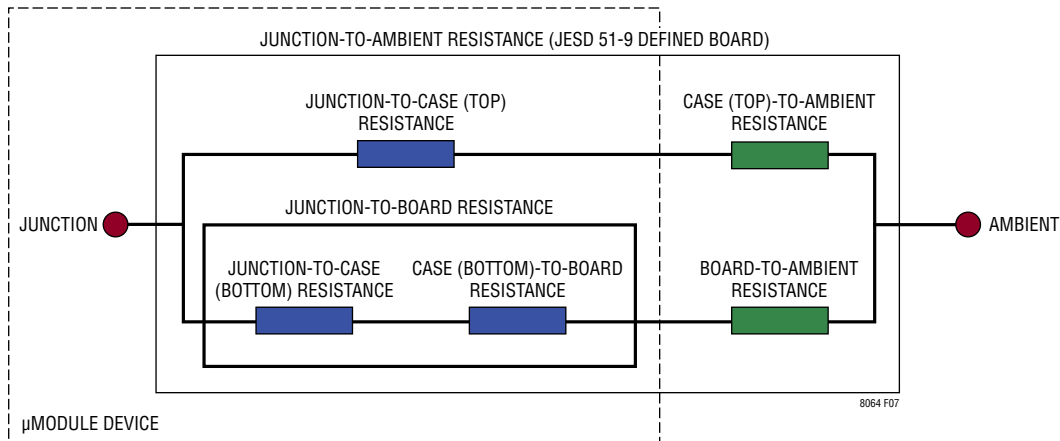 JUNCTION-TO-AMBIENT RESISTANCE (JESD 51-9 DEFINED BOARD)
JUNCTION-TO-CASE (TOP)
RESISTANCE
CASE (TOP)-TO-AMBIENT
RESISTANCE
JUNCTION
JUNCTION-TO-BOARD RESISTANCE
AMBIENT
JUNCTION-TO-CASE
(BOTTOM) RESISTANCE
CASE (BOTTOM)-TO-BOARD
RESISTANCE
BOARD-TO-AMBIENT
RESISTANCE
8064 F07
µMODULE DEVICE